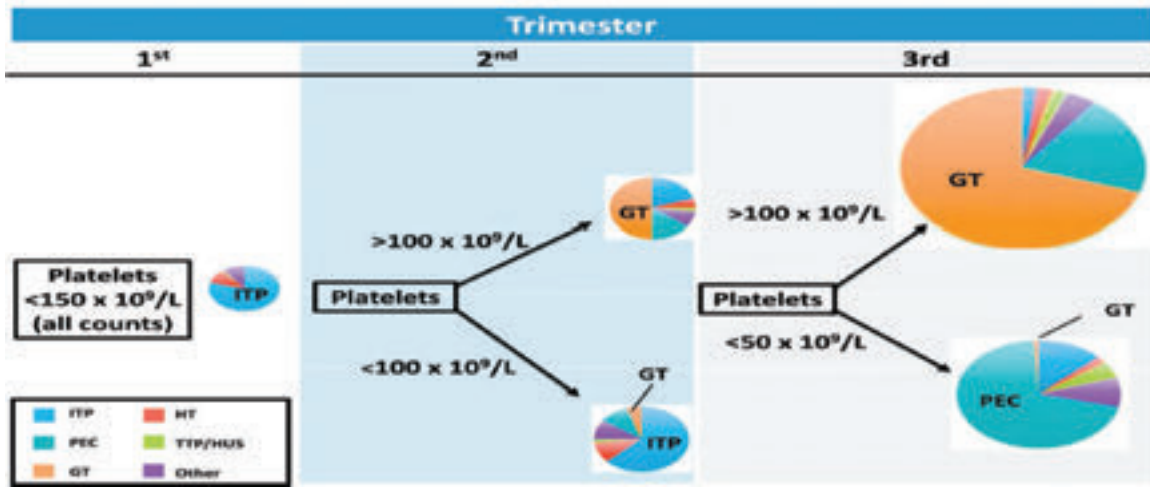 Trimester
1st
2nd
3rd
Platelets
<150 x 10⁹/L
(all counts)
ITP
Platelets
>100 x 10⁹/L
GT
<100 x 10⁹/L
GT
ITP
Platelets
>100 x 10⁹/L
GT
<50 x 10⁹/L
GT
PEC
ITP
HT
PEC
TTP/HUS
GT
Other